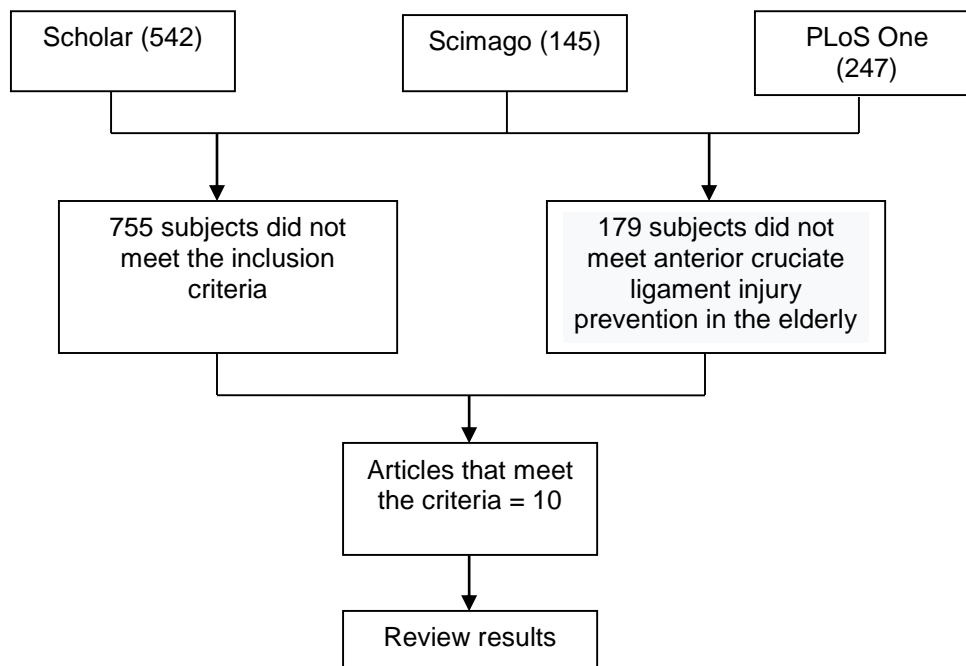 Scholar (542)
Scimago (145)
PLoS One
(247)
755 subjects did not
meet the inclusion
criteria
179 subjects did not
meet anterior cruciate
ligament injury
prevention in the elderly
Articles that meet
the criteria = 10
Review results